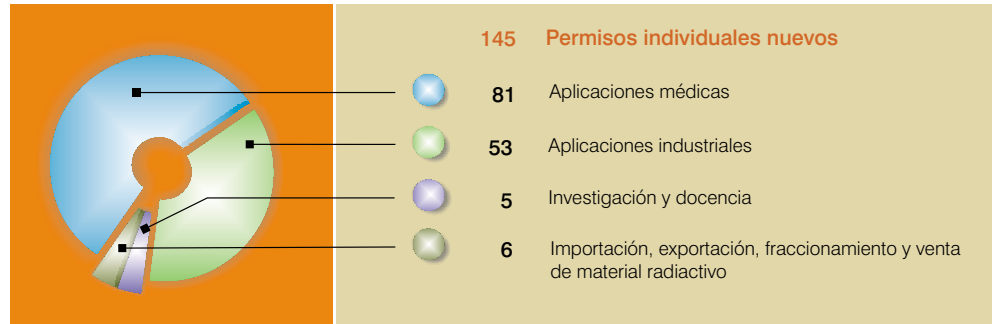 145 Permisos individuales nuevos
81 Aplicaciones médicas
53 Aplicaciones industriales
5 Investigación y docencia
6 Importación, exportación, fraccionamiento y venta
de material radiactivo